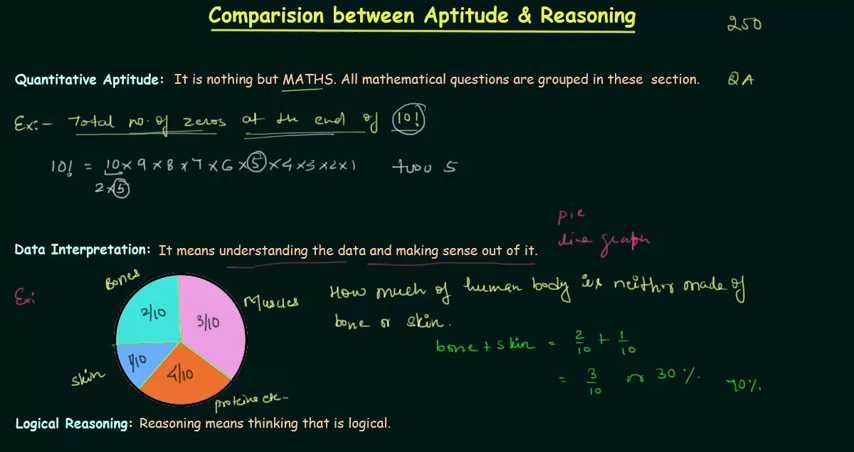 Comparision between Aptitude & Reasoning
250
Quantitative Aptitude: It is nothing but MATHS. All mathematical questions are grouped in these section. QA
Ex:- Total no. of zeros at the end of 10!
10! = 10 × 9 × 8 × 7 × 6 × 5 × 4 × 3 × 2 × 1 two 5
2 × 5
pie
line graph
Data Interpretation: It means understanding the data and making sense out of it.
Ex:
Bones
Muscles
2/10
3/10
1/10
4/10
skin
proteins etc-
How much of human body is neither made of
bone or skin.
bone + skin = 2/10 + 1/10
= 3/10 or 30%. 70%.
Logical Reasoning: Reasoning means thinking that is logical.